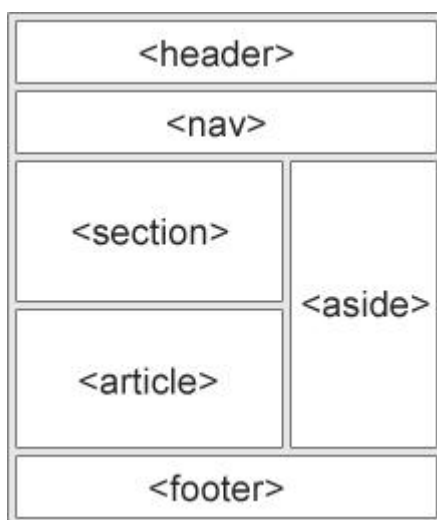 <header>
<nav>
<section>
<aside>
<article>
<footer>